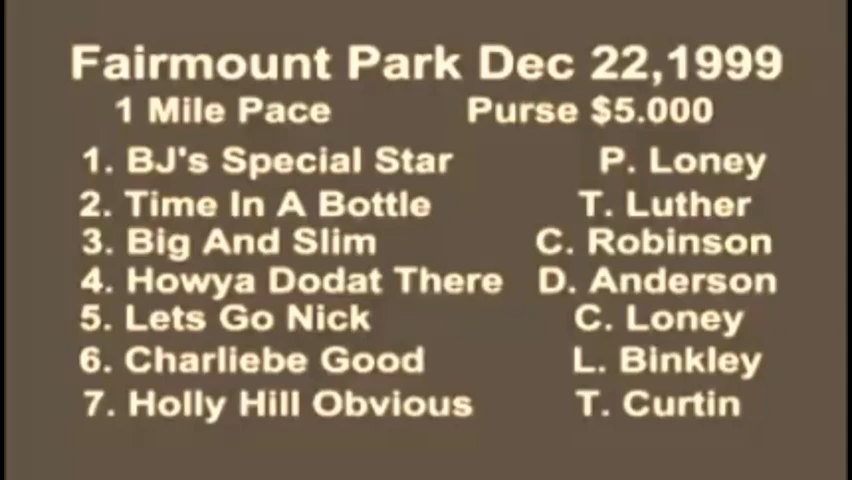 Fairmount Park Dec 22,1999
1 Mile Pace Purse $5.000
1. BJ's Special Star P. Loney
2. Time In A Bottle T. Luther
3. Big And Slim C. Robinson
4. Howya Dodat There D. Anderson
5. Lets Go Nick C. Loney
6. Charliebe Good L. Binkley
7. Holly Hill Obvious T. Curtin